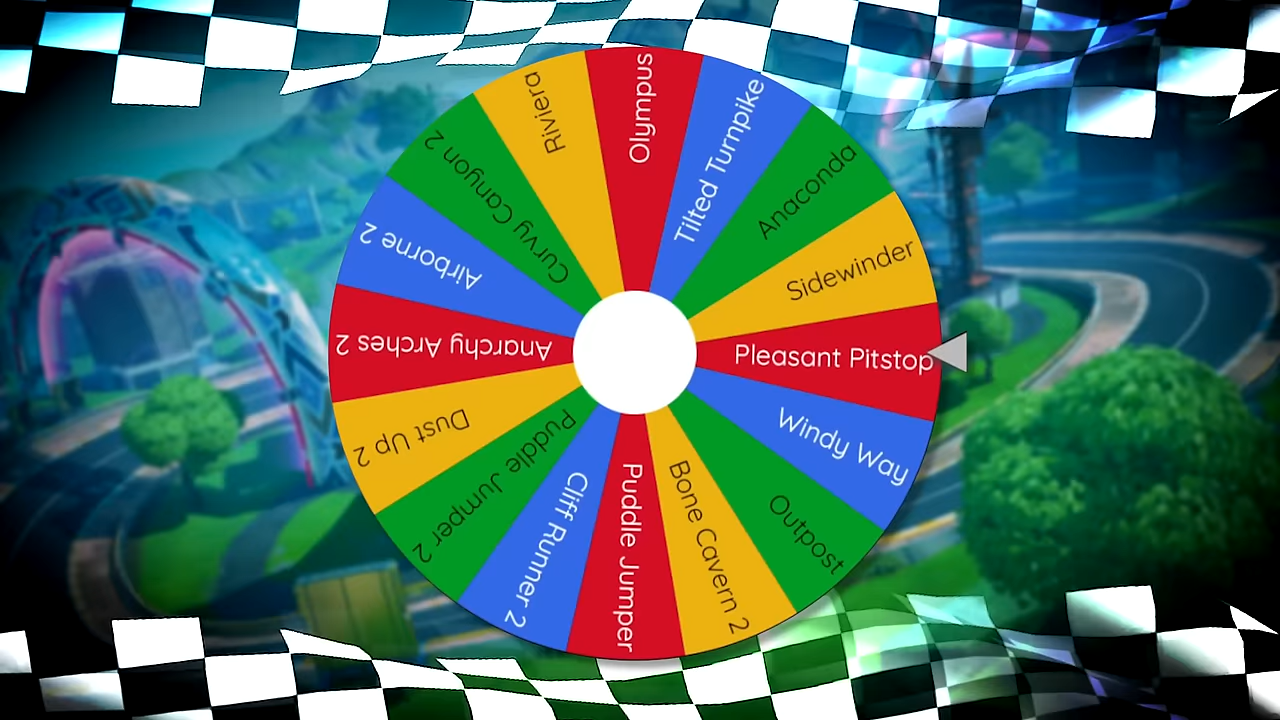 Olympus
Tilted Turnpike
Anaconda
Sidewinder
Pleasant Pitstop
Windy Way
Outpost
Bone Cavern 2
Puddle Jumper
Cliff Runner 2
Puddle Jumper 2
Dust Up 2
Anarchy Arches 2
Airborne 2
Curvy Canyon 2
Riviera